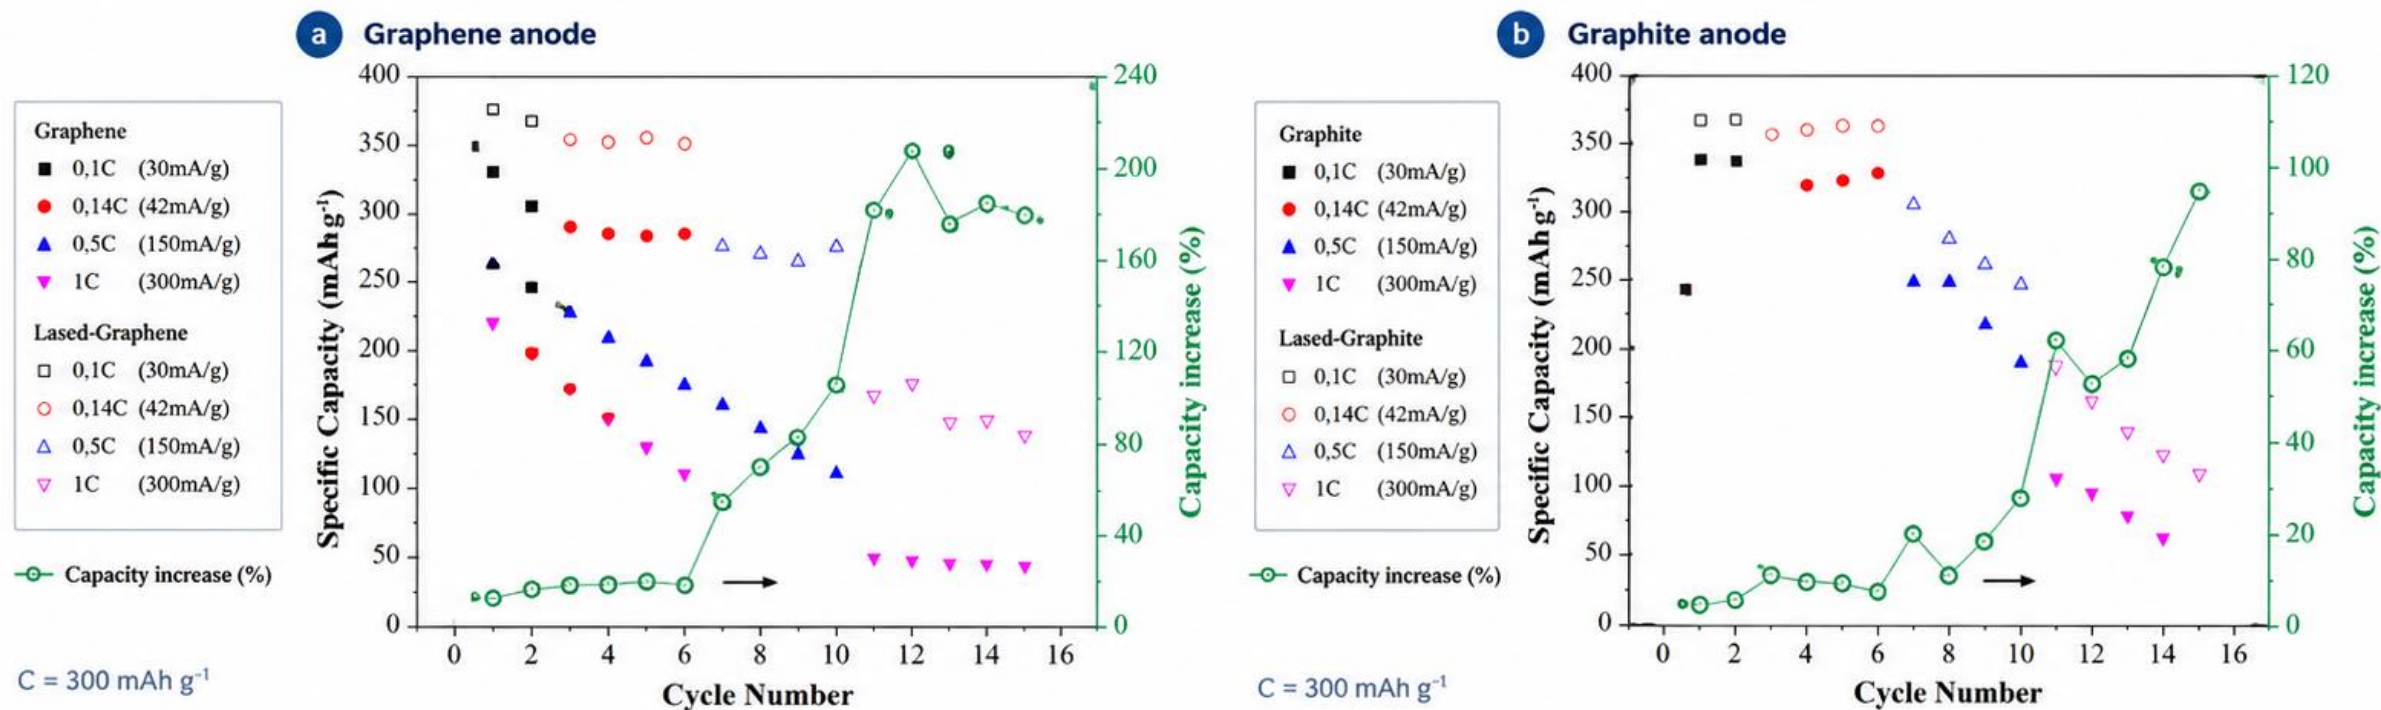 a Graphene anode
Graphene
0,1C (30mA/g)
0,14C (42mA/g)
0,5C (150mA/g)
1C (300mA/g)
Lased-Graphene
0,1C (30mA/g)
0,14C (42mA/g)
0,5C (150mA/g)
1C (300mA/g)
Capacity increase (%)
C = 300 mAh g⁻¹
Specific Capacity (mAh g⁻¹)
400
350
300
250
200
150
100
50
0
0 2 4 6 8 10 12 14 16
Cycle Number
240
200
160
120
80
40
0
Capacity increase (%)
b Graphite anode
Graphite
0,1C (30mA/g)
0,14C (42mA/g)
0,5C (150mA/g)
1C (300mA/g)
Lased-Graphite
0,1C (30mA/g)
0,14C (42mA/g)
0,5C (150mA/g)
1C (300mA/g)
Capacity increase (%)
C = 300 mAh g⁻¹
Specific Capacity (mAh g⁻¹)
400
350
300
250
200
150
100
50
0
0 2 4 6 8 10 12 14 16
Cycle Number
120
100
80
60
40
20
0
Capacity increase (%)